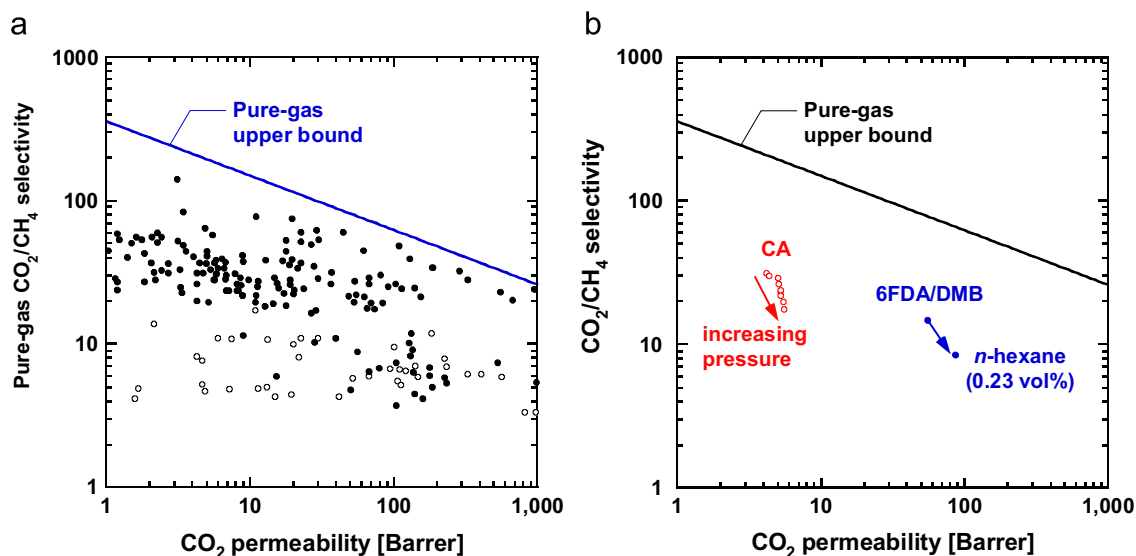 a
1000
100
10
1
Pure-gas CO₂/CH₄ selectivity
Pure-gas
upper bound
1
10
100
1,000
CO₂ permeability [Barrer]
b
1000
100
10
1
CO₂/CH₄ selectivity
Pure-gas
upper bound
CA
increasing
pressure
6FDA/DMB
n-hexane
(0.23 vol%)
1
10
100
1,000
CO₂ permeability [Barrer]